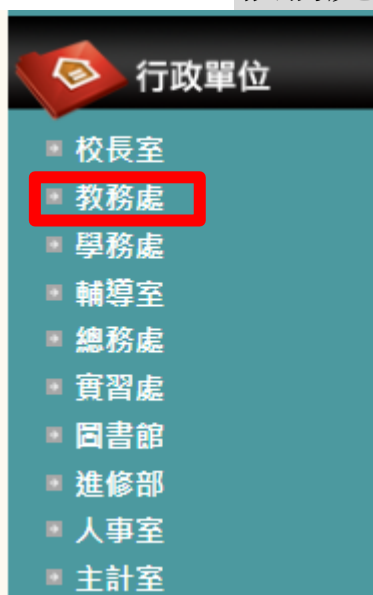 行政單位
校長室
教務處
學務處
輔導室
總務處
實習處
圖書館
進修部
人事室
主計室